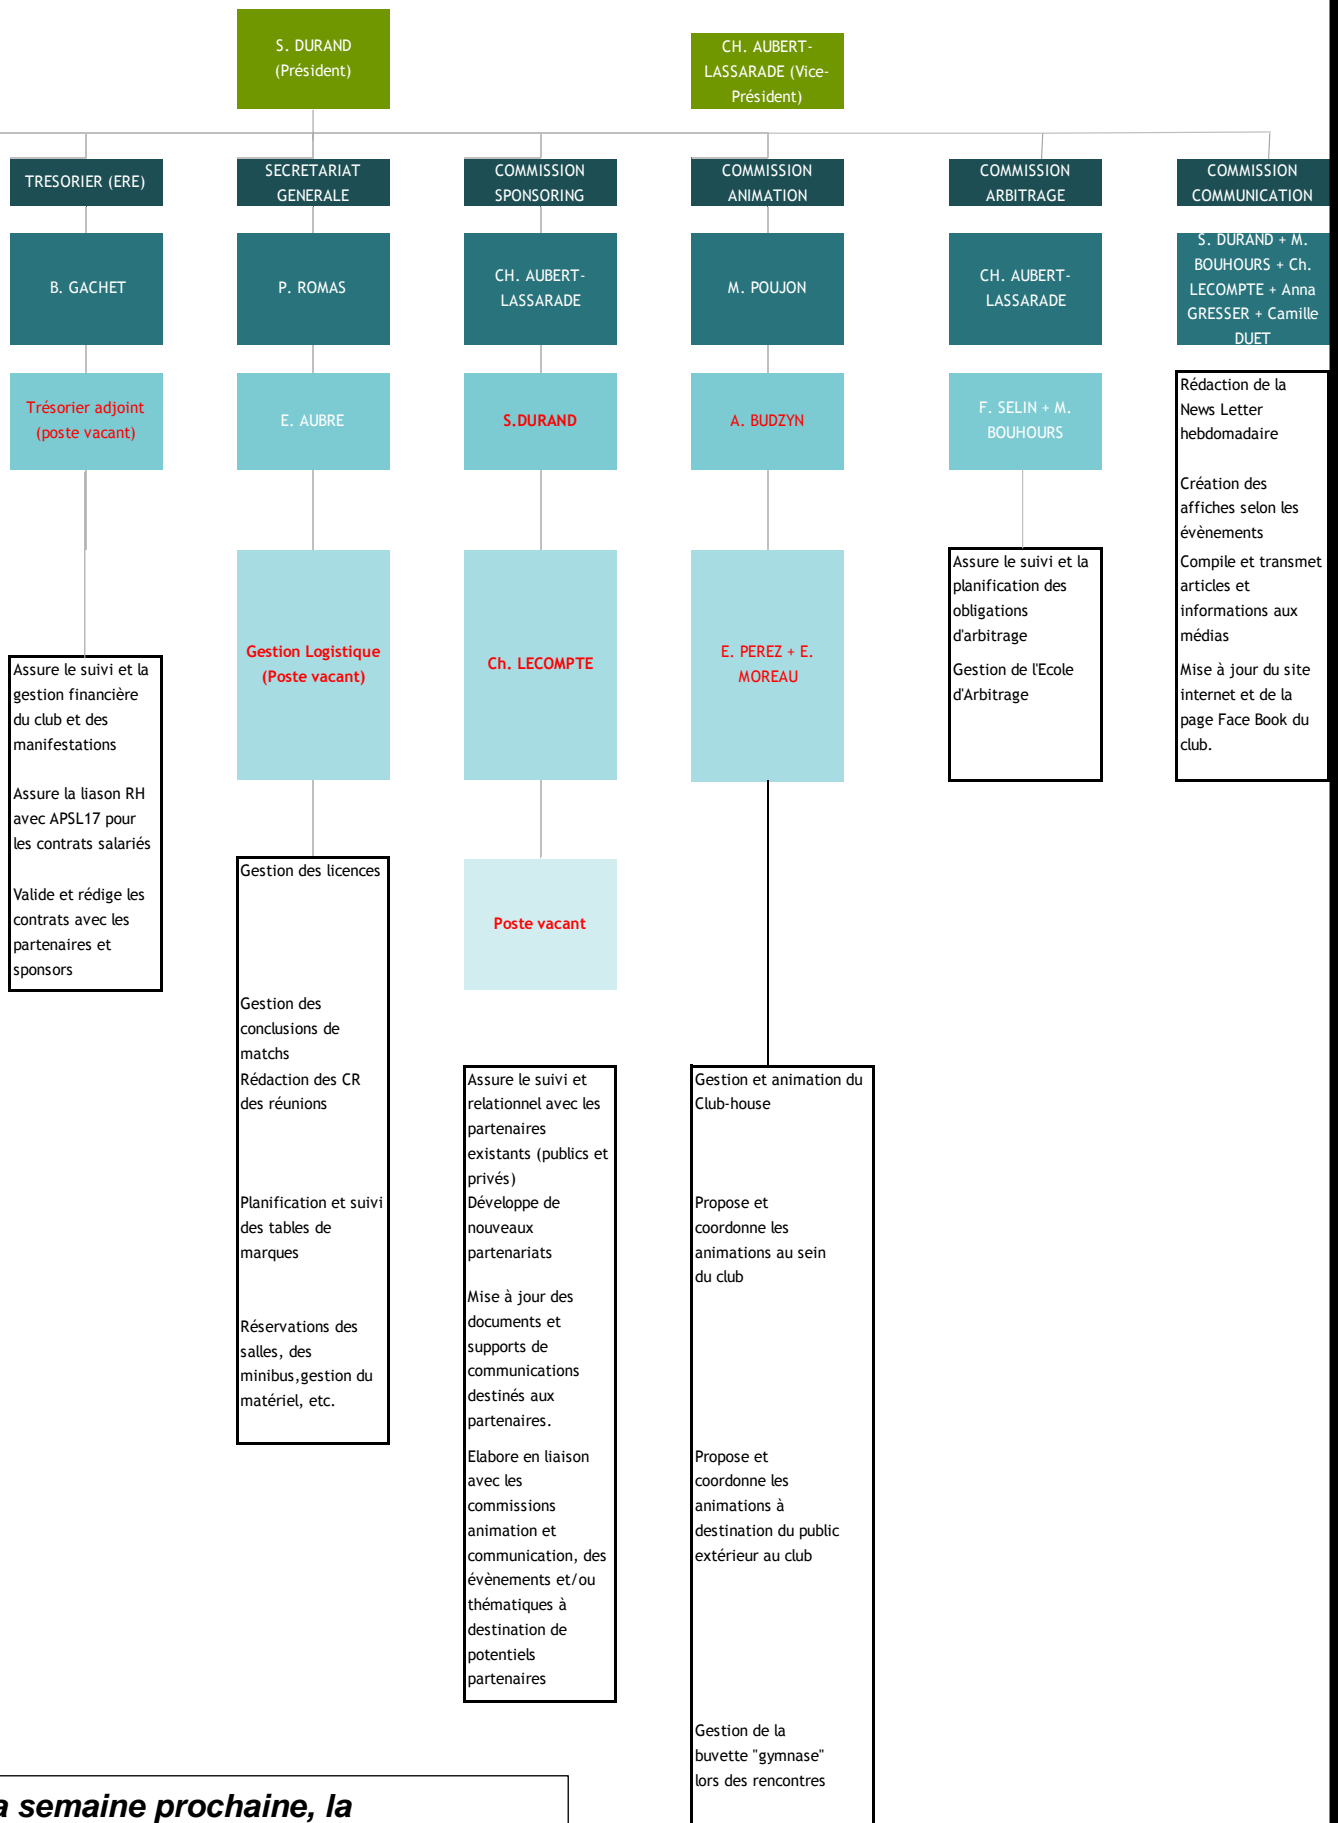 S. DURAND
(Président)
CH. AUBERT-
LASSARADE (Vice-
Président)
TRESORIER (ERE)
SECRETARIAT
GENERALE
COMMISSION
SPONSORING
COMMISSION
ANIMATION
COMMISSION
ARBITRAGE
COMMISSION
COMMUNICATION
B. GACHET
P. ROMAS
CH. AUBERT-
LASSARADE
M. POUJON
CH. AUBERT-
LASSARADE
S. DURAND + M.
BOUHOURS + Ch.
LECOMPTE + Anna
GRESSER + Camille
DUET
Trésorier adjoint
(poste vacant)
E. AUBRE
S.DURAND
A. BUDZYN
F. SELIN + M.
BOUHOURS
Rédaction de la
News Letter
hebdomadaire
Création des
affiches selon les
évènements
Compile et transmet
articles et
informations aux
médias
Mise à jour du site
internet et de la
page Face Book du
club.
Gestion Logistique
(Poste vacant)
Ch. LECOMPTE
E. PEREZ + E.
MOREAU
Assure le suivi et la
planification des
obligations
d'arbitrage
Gestion de l'Ecole
d'Arbitrage
Assure le suivi et la
gestion financière
du club et des
manifestations
Assure la liason RH
avec APSL17 pour
les contrats salariés
Valide et rédige les
contrats avec les
partenaires et
sponsors
Gestion des licences
Gestion des
conclusions de
matchs
Rédaction des CR
des réunions
Planification et suivi
des tables de
marques
Réservations des
salles, des
minibus,gestion du
matériel, etc.
Poste vacant
Assure le suivi et
relationnel avec les
partenaires
existants (publics et
privés)
Développe de
nouveaux
partenariats
Mise à jour des
documents et
supports de
communications
destinés aux
partenaires.
Elabore en liaison
avec les
commissions
animation et
communication, des
évènements et/ou
thématiques à
destination de
potentiels
partenaires
Gestion et animation du
Club-house
Propose et
coordonne les
animations au sein
du club
Propose et
coordonne les
animations à
destination du public
extérieur au club
Gestion de la
buvette "gymnase"
lors des rencontres
a semaine prochaine, la